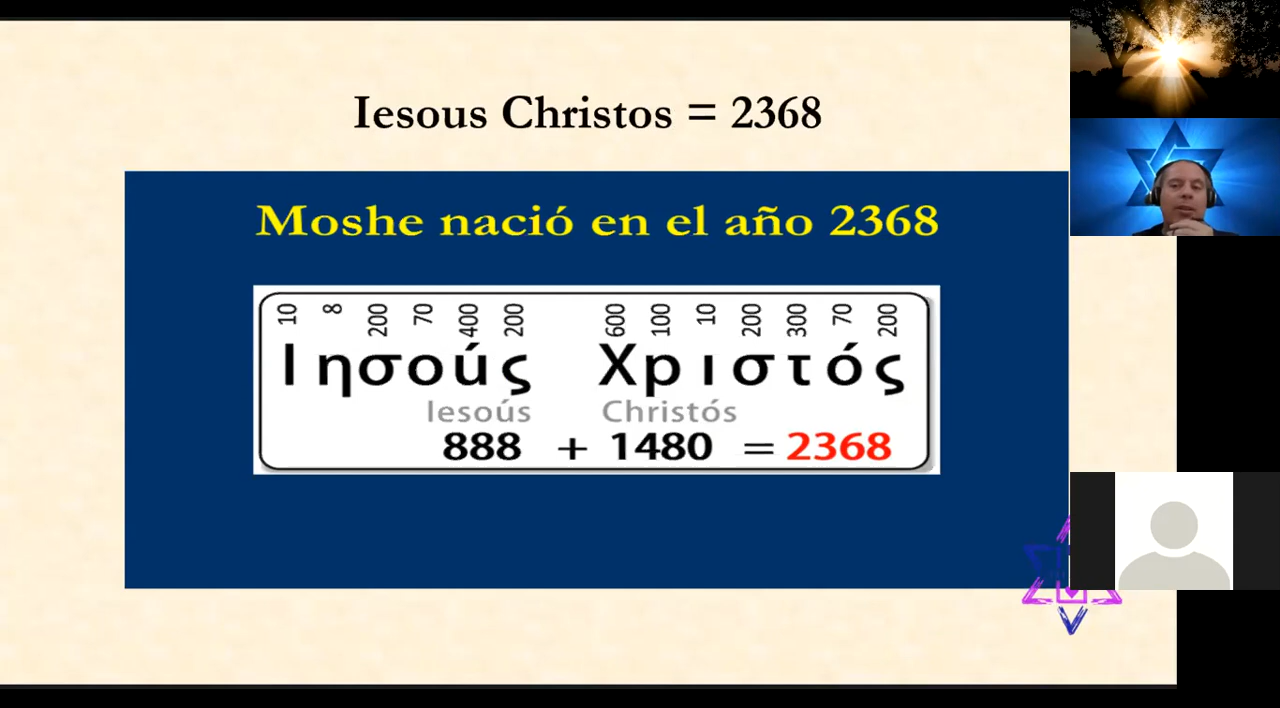 Iesous Christos = 2368
Moshe nació en el año 2368
10 8 200 70 400 200 600 100 10 200 300 70 200
Ιησούς Χριστός
Iesoús Christós
888 + 1480 = 2368